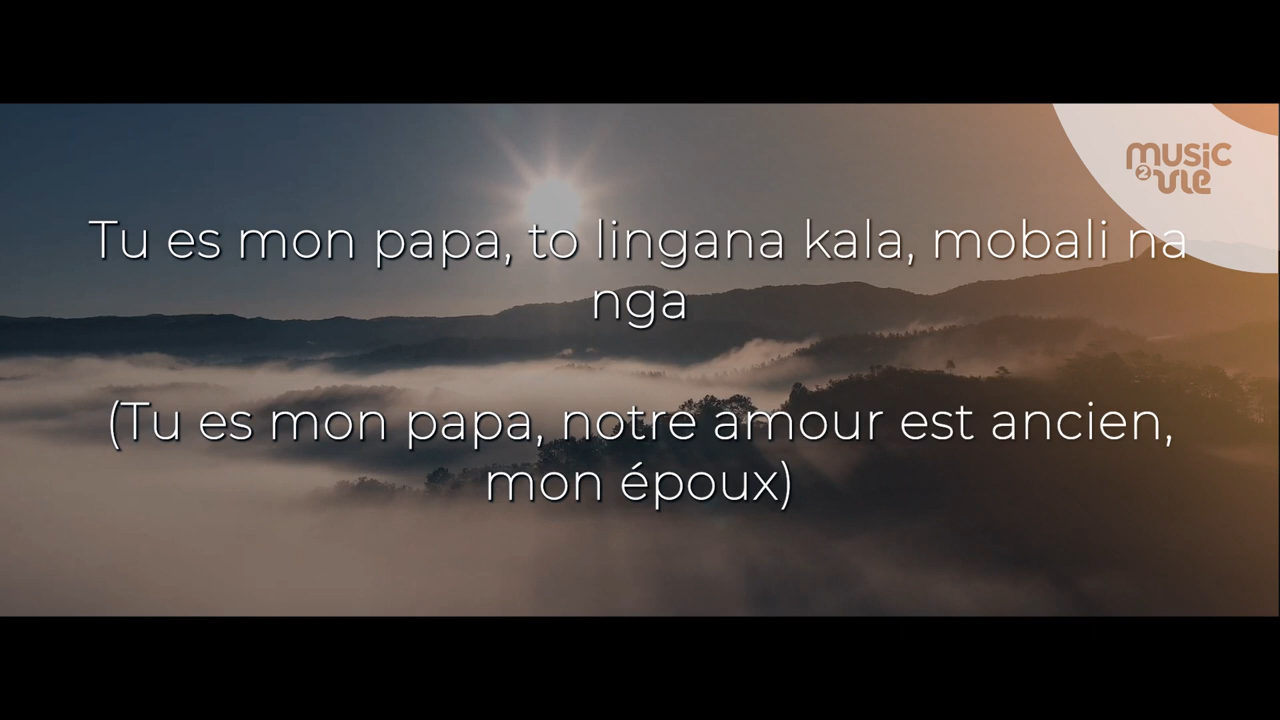 music
2 vie
Tu es mon papa, to lingana kala, mobali na
nga
(Tu es mon papa, notre amour est ancien,
mon époux)